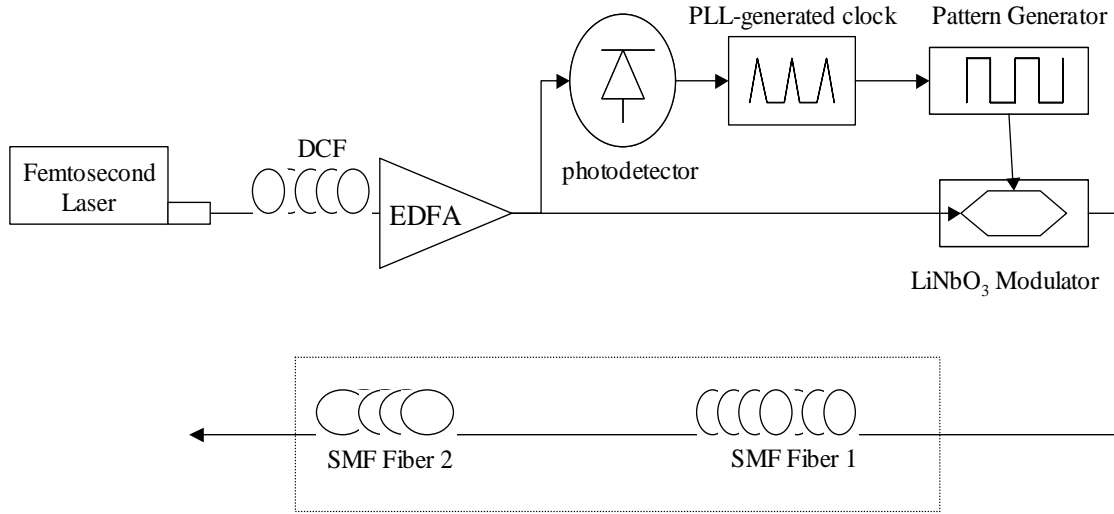 PLL-generated clock
Pattern Generator
DCF
Femtosecond
Laser
EDFA
photodetector
LiNbO₃ Modulator
SMF Fiber 2
SMF Fiber 1